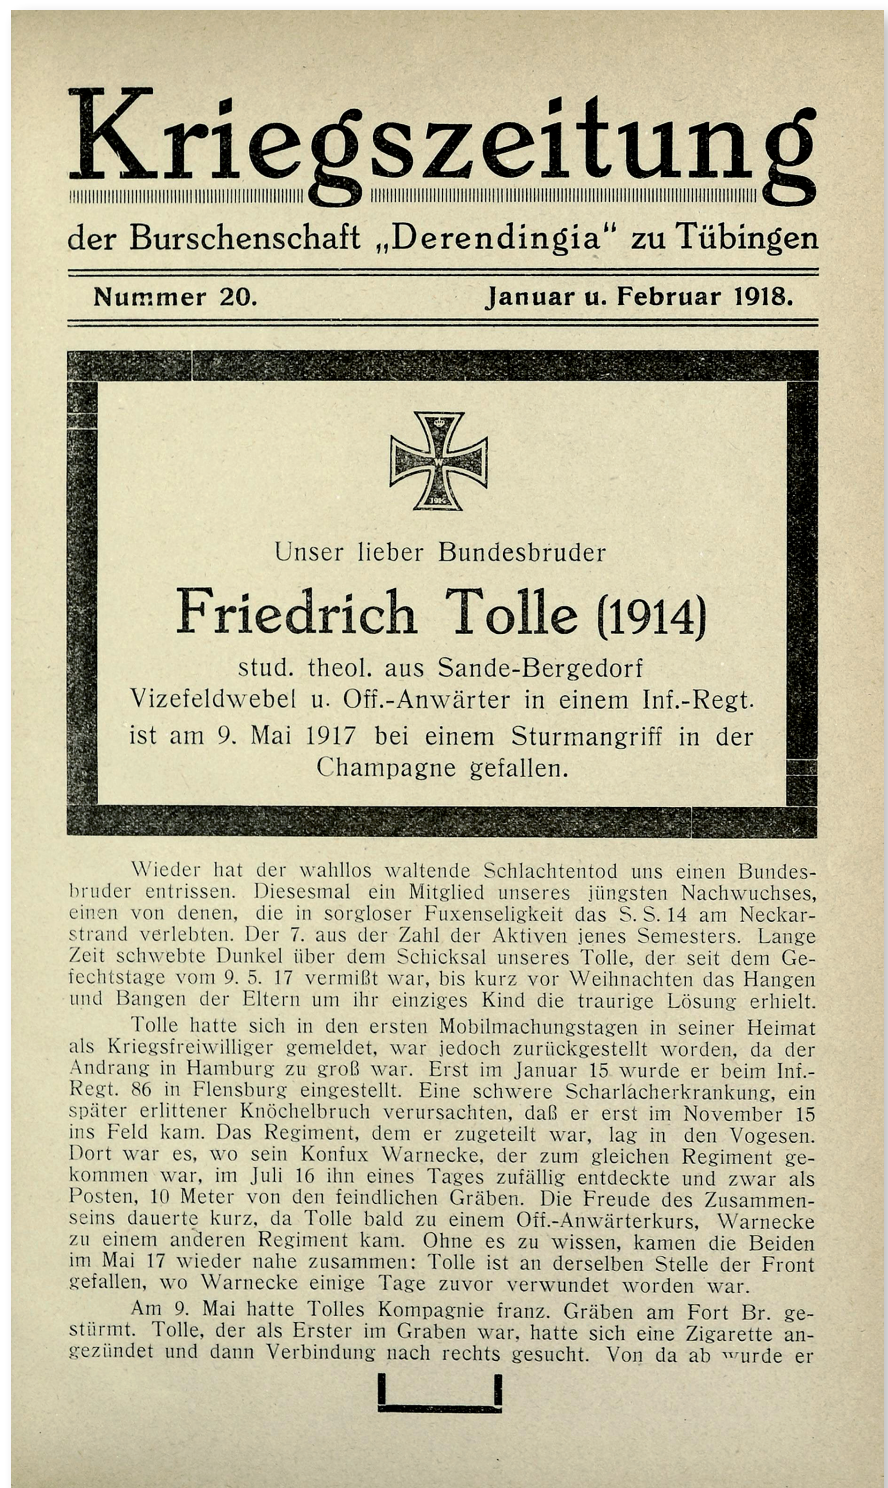 Kriegszeitung
der Burschenschaft „Derendingia“ zu Tübingen
Nummer 20. Januar u. Februar 1918.
W
1914
Unser lieber Bundesbruder
Friedrich Tolle (1914)
stud. theol. aus Sande-Bergedorf
Vizefeldwebel u. Off.-Anwärter in einem Inf.-Regt.
ist am 9. Mai 1917 bei einem Sturmangriff in der
Champagne gefallen.
Wieder hat der wahllos waltende Schlachtentod uns einen Bundes-
bruder entrissen. Diesesmal ein Mitglied unseres jüngsten Nachwuchses,
einen von denen, die in sorgloser Fuxenseligkeit das S. S. 14 am Neckar-
strand verlebten. Der 7. aus der Zahl der Aktiven jenes Semesters. Lange
Zeit schwebte Dunkel über dem Schicksal unseres Tolle, der seit dem Ge-
fechtstage vom 9. 5. 17 vermißt war, bis kurz vor Weihnachten das Hangen
und Bangen der Eltern um ihr einziges Kind die traurige Lösung erhielt.
Tolle hatte sich in den ersten Mobilmachungstagen in seiner Heimat
als Kriegsfreiwilliger gemeldet, war jedoch zurückgestellt worden, da der
Andrang in Hamburg zu groß war. Erst im Januar 15 wurde er beim Inf.-
Regt. 86 in Flensburg eingestellt. Eine schwere Scharlacherkrankung, ein
später erlittener Knöchelbruch verursachten, daß er erst im November 15
ins Feld kam. Das Regiment, dem er zugeteilt war, lag in den Vogesen.
Dort war es, wo sein Konfux Warnecke, der zum gleichen Regiment ge-
kommen war, im Juli 16 ihn eines Tages zufällig entdeckte und zwar als
Posten, 10 Meter von den feindlichen Gräben. Die Freude des Zusammen-
seins dauerte kurz, da Tolle bald zu einem Off.-Anwärterkurs, Warnecke
zu einem anderen Regiment kam. Ohne es zu wissen, kamen die Beiden
im Mai 17 wieder nahe zusammen: Tolle ist an derselben Stelle der Front
gefallen, wo Warnecke einige Tage zuvor verwundet worden war.
Am 9. Mai hatte Tolles Kompagnie franz. Gräben am Fort Br. ge-
stürmt. Tolle, der als Erster im Graben war, hatte sich eine Zigarette an-
gezündet und dann Verbindung nach rechts gesucht. Von da ab wurde er